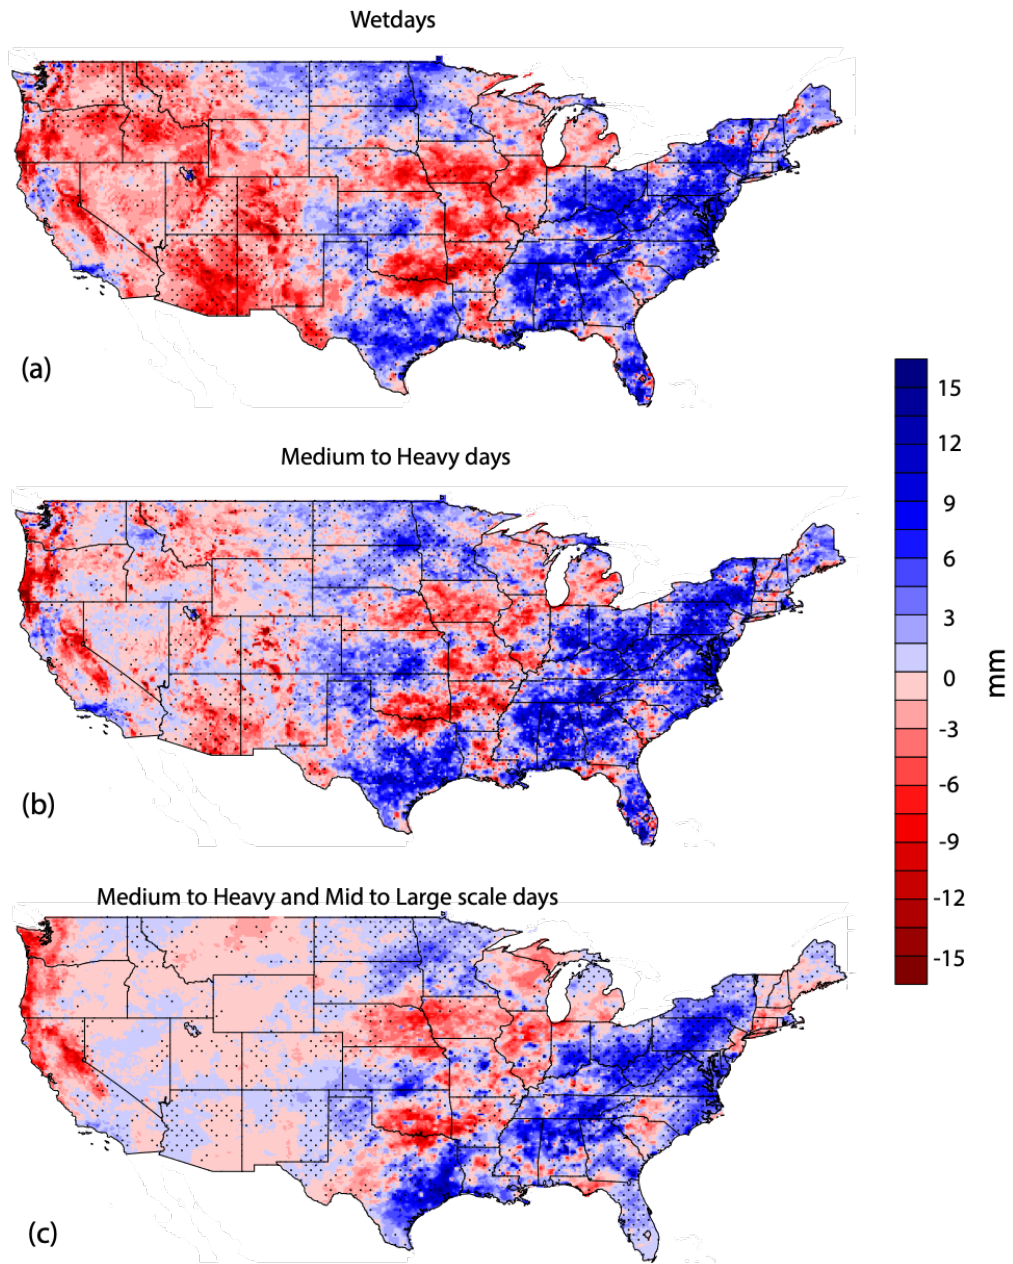 Wetdays
(a)
Medium to Heavy days
(b)
Medium to Heavy and Mid to Large scale days
(c)
15
12
9
6
3
0
-3
-6
-9
-12
-15
mm